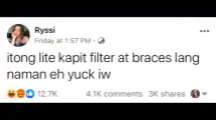 Ryssi
Friday at 1:57 PM ·
itong lite kapit filter at braces lang
naman eh yuck iw
12.7K 4.1K comments 3K shares